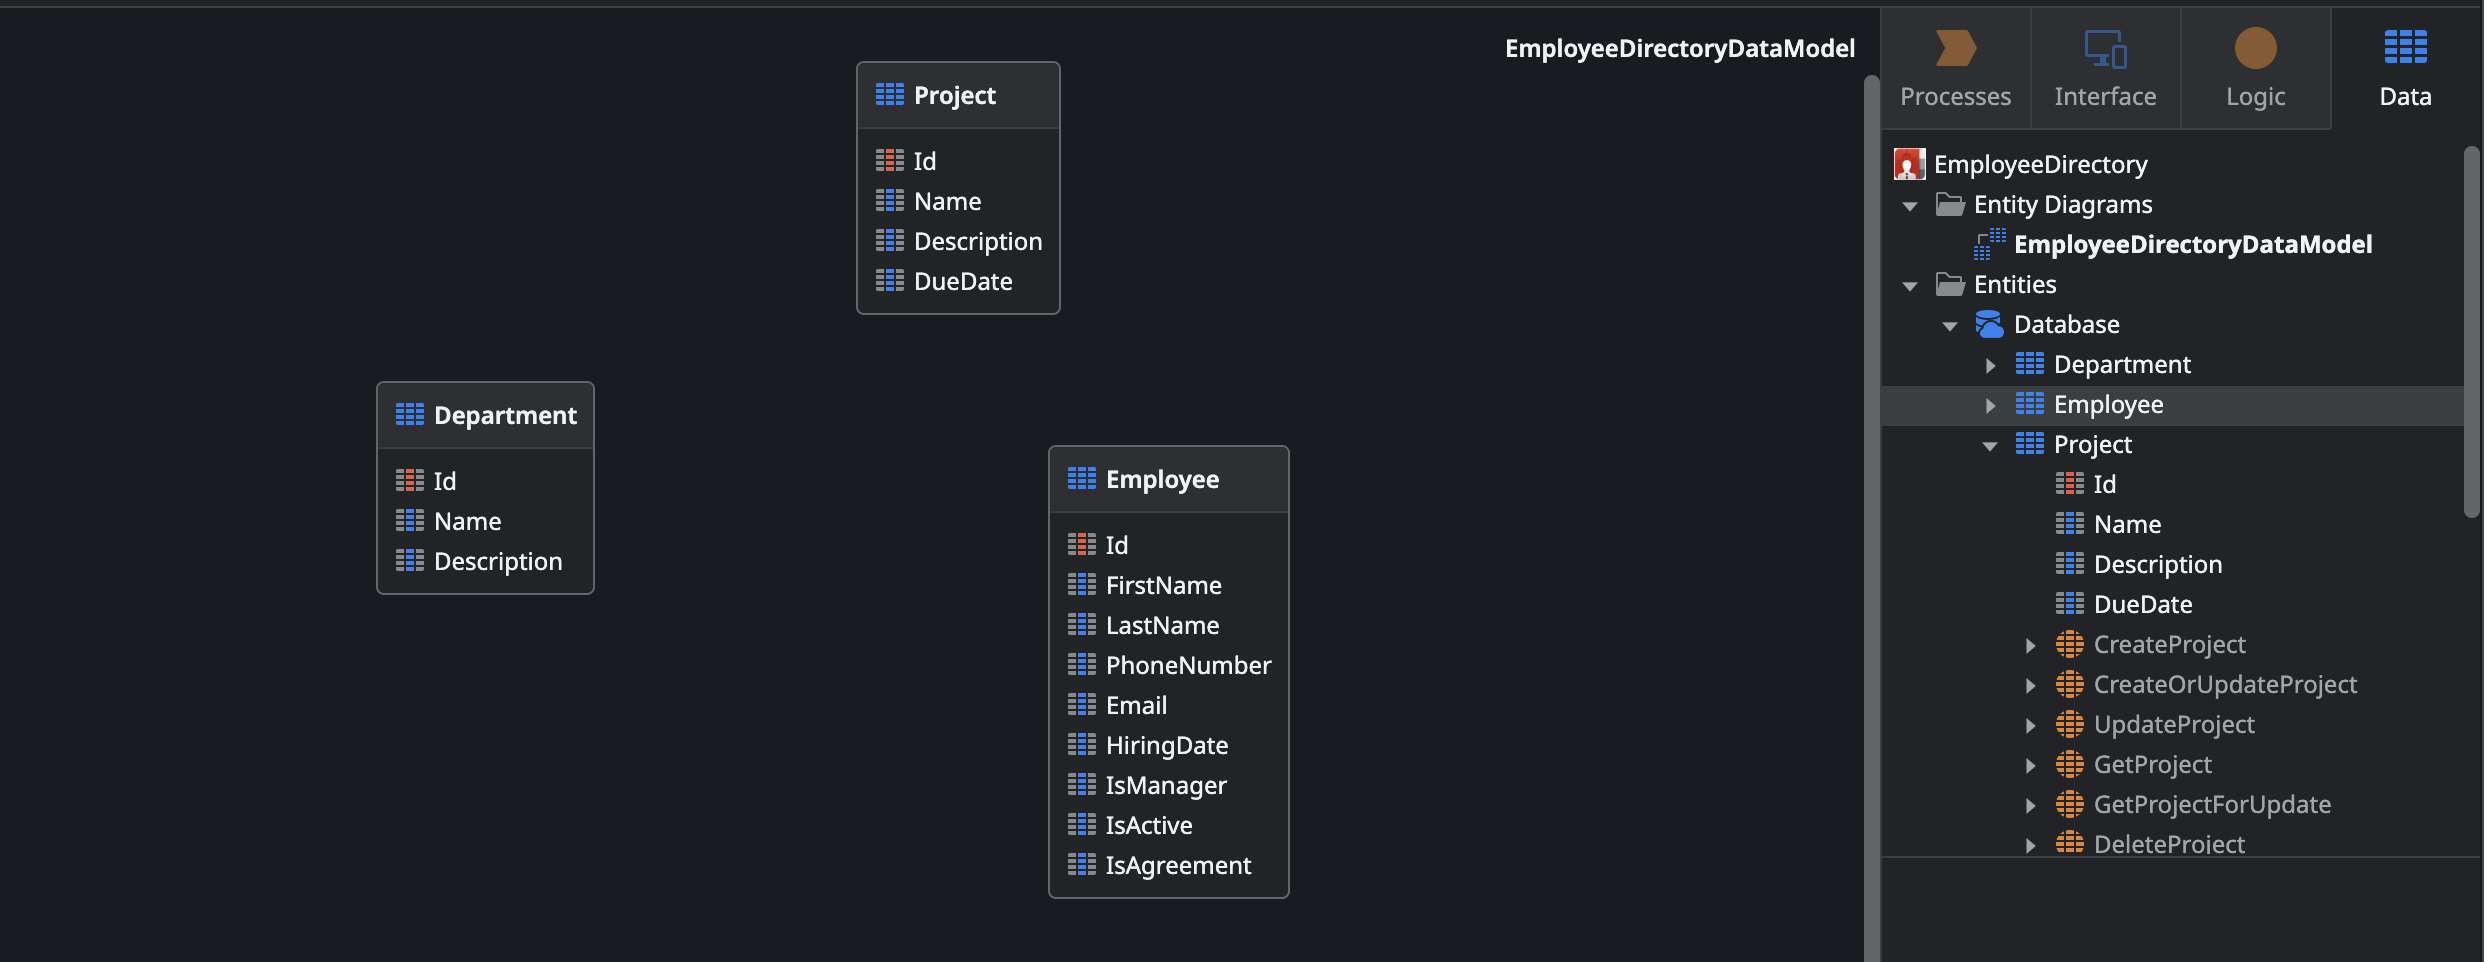 EmployeeDirectoryDataModel
Project
Id
Name
Description
DueDate
Department
Id
Name
Description
Employee
Id
FirstName
LastName
PhoneNumber
Email
HiringDate
IsManager
IsActive
IsAgreement
Processes
Interface
Logic
Data
EmployeeDirectory
Entity Diagrams
EmployeeDirectoryDataModel
Entities
Database
Department
Employee
Project
Id
Name
Description
DueDate
CreateProject
CreateOrUpdateProject
UpdateProject
GetProject
GetProjectForUpdate
DeleteProject